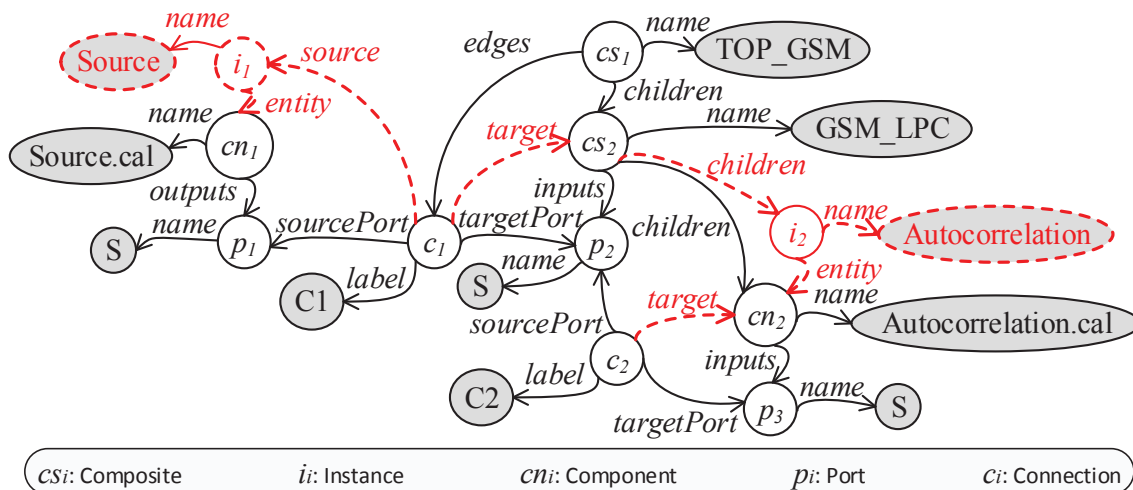 name
edges
cs1
name
TOP_GSM
Source
i1
source
children
name
entity
target
cs2
name
GSM_LPC
Source.cal
cn1
children
outputs
inputs
name
sourcePort
targetPort
children
i2
name
Autocorrelation
S
p1
c1
p2
label
name
entity
C1
S
target
cn2
name
Autocorrelation.cal
sourcePort
c2
inputs
label
name
C2
targetPort
p3
S
csi: Composite ii: Instance cni: Component pi: Port ci: Connection